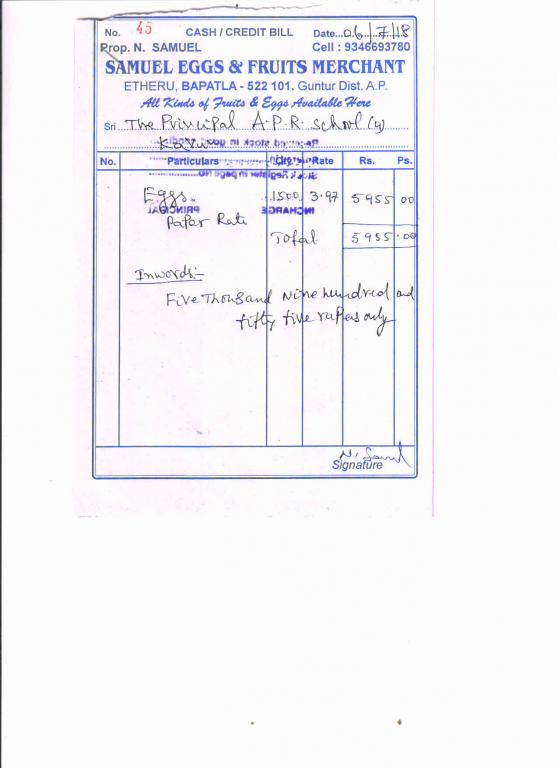 No. 45 CASH / CREDIT BILL Date...06/7/18
Prop. N. SAMUEL Cell : 9346693780
SAMUEL EGGS & FRUITS MERCHANT
ETHERU, BAPATLA - 522 101. Guntur Dist. A.P.
All Kinds of Fruits & Eggs Available Here
Sri...The Principal A.P.R. School (U)
No. Particulars Qty. Rate Rs. Ps.
Eggs. 1500 3.97 5955 00
INCHARGE PRINCIPAL
Paper Rate
Total 5955.00
Inwords:-
Five Thousand Nine hundred and
fifty five rupes only
N. Samuel
Signature